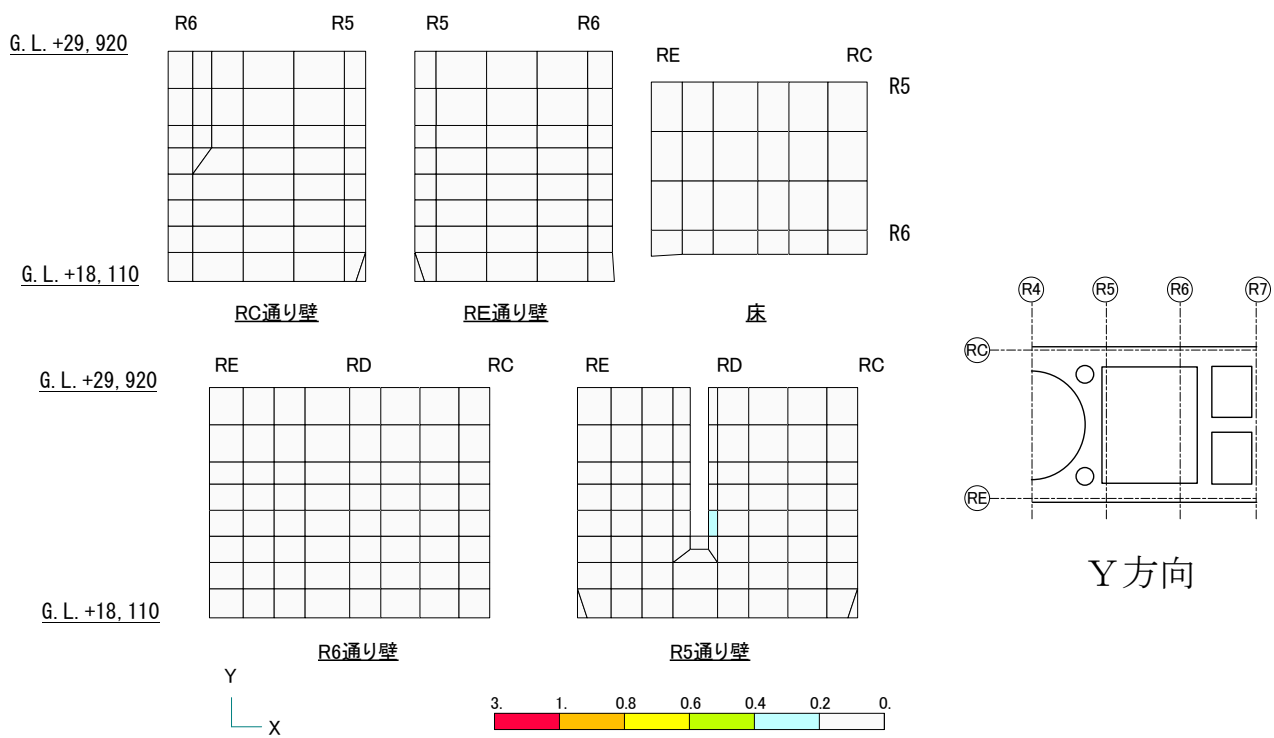 R6 R5
R5 R6
G.L.+29,920
RE RC
R5
R6
G.L.+18,110
RC通り壁
RE通り壁
床
R4 R5 R6 R7
RC
RE
Y方向
RE RD RC
RE RD RC
G.L.+29,920
G.L.+18,110
R6通り壁
R5通り壁
Y
X
3. 1. 0.8 0.6 0.4 0.2 0.